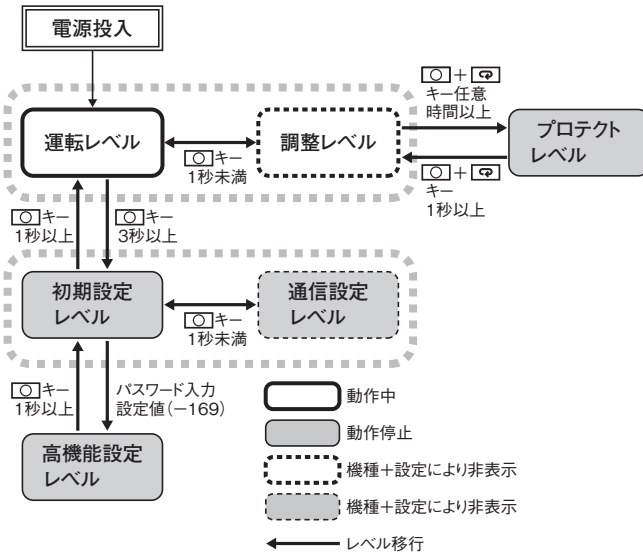 電源投入
運転レベル
キー
1秒未満
調整レベル
+
キー任意
時間以上
プロテクト
レベル
+
キー
1秒以上
キー
1秒以上
キー
3秒以上
初期設定
レベル
キー
1秒未満
通信設定
レベル
キー
1秒以上
パスワード入力
設定値(−169)
高機能設定
レベル
動作中
動作停止
機種+設定により非表示
機種+設定により非表示
レベル移行